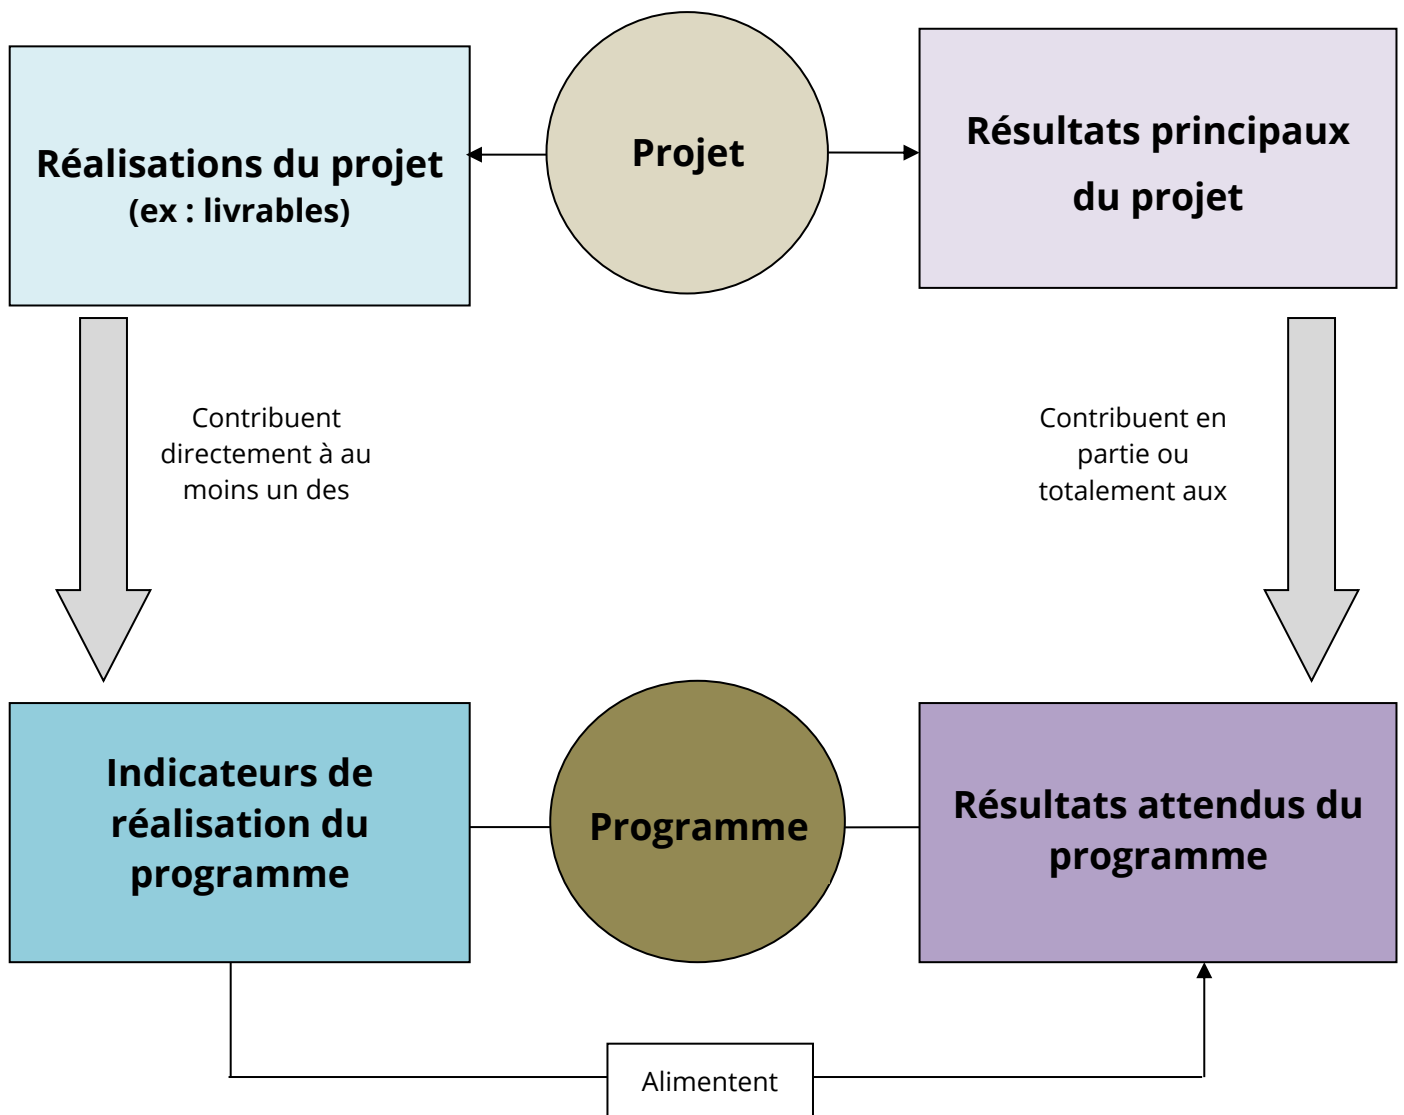 Réalisations du projet
(ex : livrables)
Projet
Résultats principaux
du projet
Contribuent
directement à au
moins un des
Contribuent en
partie ou
totalement aux
Indicateurs de
réalisation du
programme
Programme
Résultats attendus du
programme
Alimentent